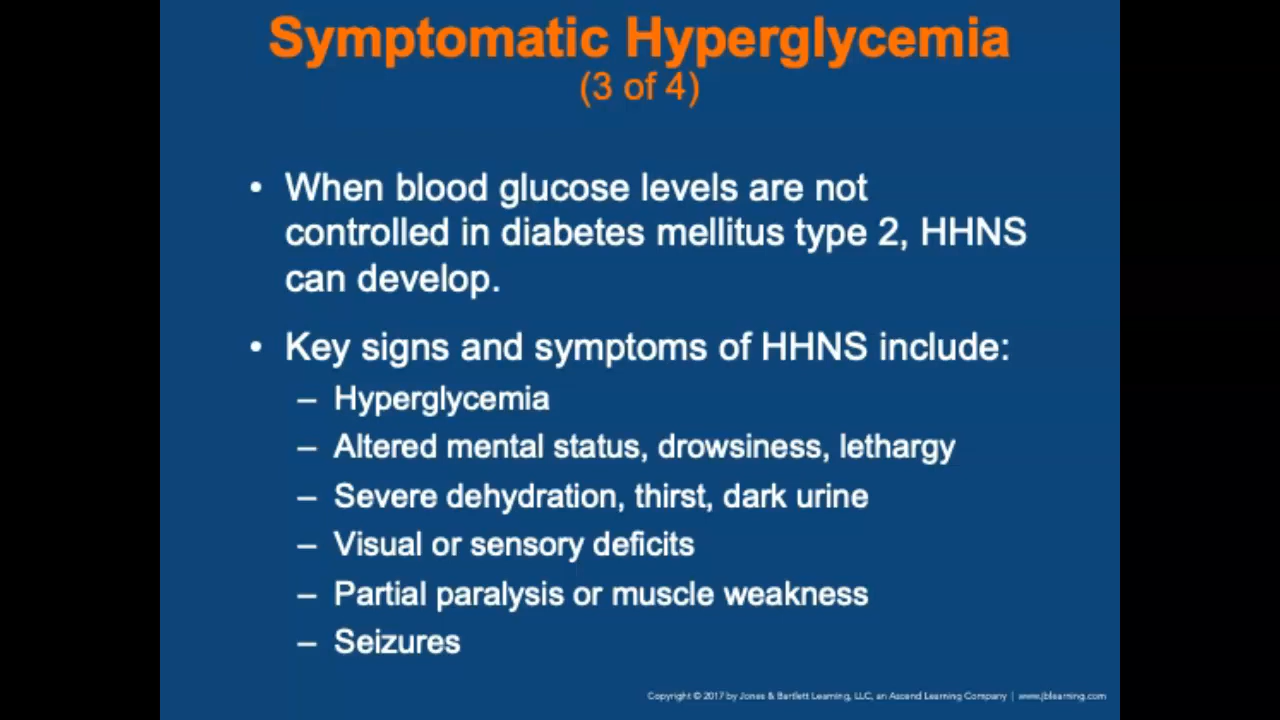 Symptomatic Hyperglycemia
(3 of 4)
• When blood glucose levels are not
controlled in diabetes mellitus type 2, HHNS
can develop.
• Key signs and symptoms of HHNS include:
– Hyperglycemia
– Altered mental status, drowsiness, lethargy
– Severe dehydration, thirst, dark urine
– Visual or sensory deficits
– Partial paralysis or muscle weakness
– Seizures
Copyright © 2017 by Jones & Bartlett Learning, LLC, an Ascend Learning Company | www.jblearning.com